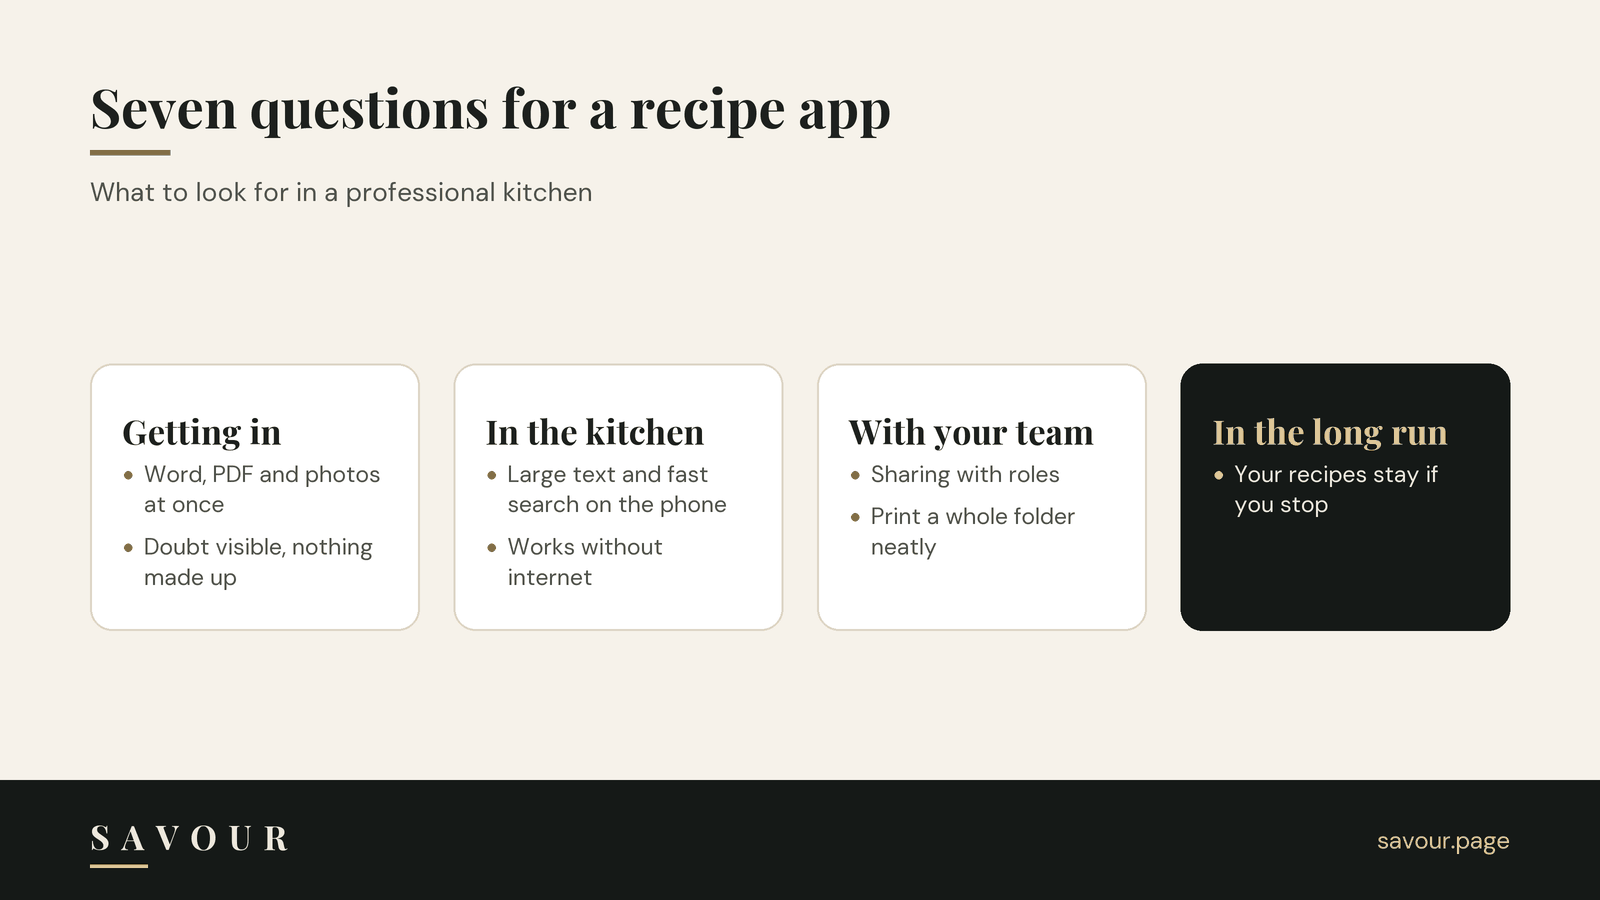 Seven questions for a recipe app
What to look for in a professional kitchen
Getting in
Word, PDF and photos
at once
Doubt visible, nothing
made up
In the kitchen
Large text and fast
search on the phone
Works without
internet
With your team
Sharing with roles
Print a whole folder
neatly
In the long run
Your recipes stay if
you stop
SAVOUR
savour.page